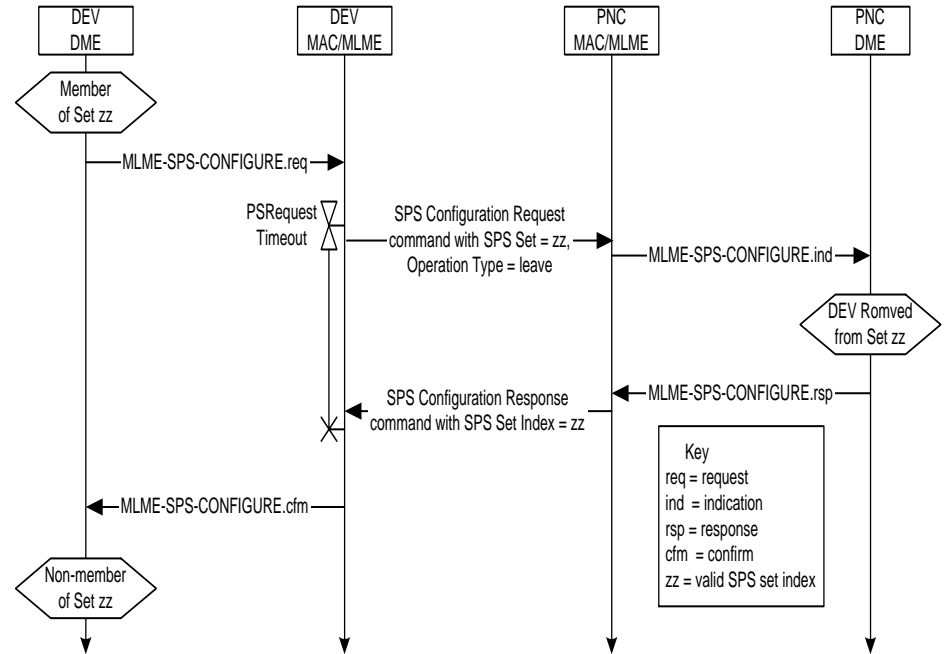 DEV
DME
DEV
MAC/MLME
PNC
MAC/MLME
PNC
DME
Member
of Set zz
MLME-SPS-CONFIGURE.req
PSRequest
Timeout
SPS Configuration Request
command with SPS Set = zz,
Operation Type = leave
MLME-SPS-CONFIGURE.ind
DEV Romved
from Set zz
MLME-SPS-CONFIGURE.rsp
SPS Configuration Response
command with SPS Set Index = zz
MLME-SPS-CONFIGURE.cfm
Non-member
of Set zz
Key
req = request
ind = indication
rsp = response
cfm = confirm
zz = valid SPS set index